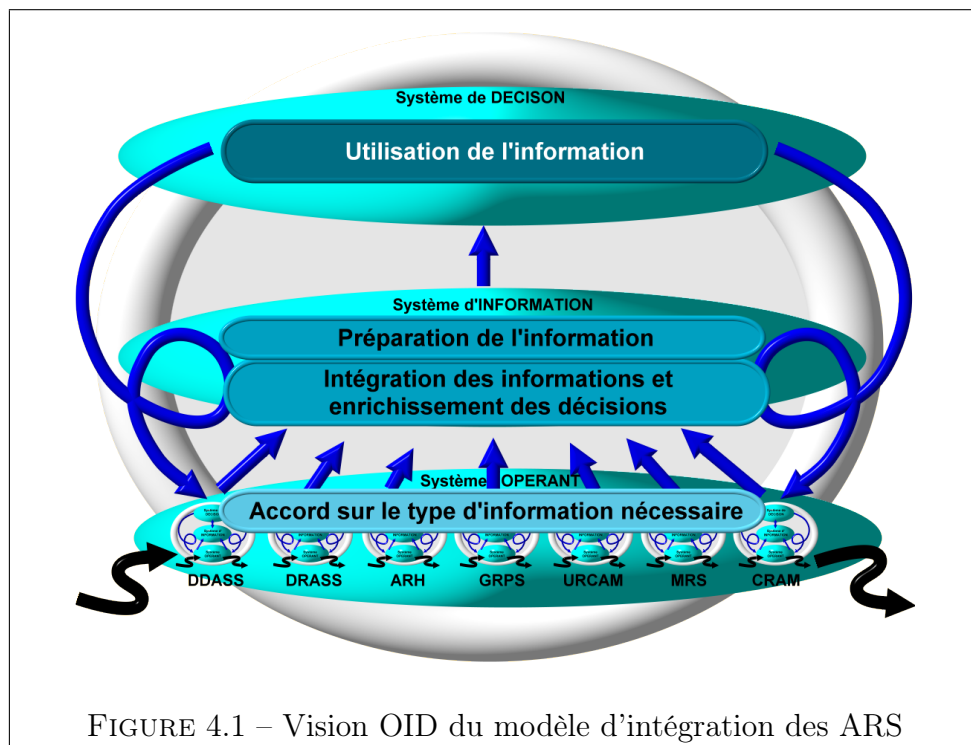 Système de DECISON
Utilisation de l'information
Système d'INFORMATION
Préparation de l'information
Intégration des informations et
enrichissement des décisions
Système OPERANT
Accord sur le type d'information nécessaire
DDASS DRASS ARH GRPS URCAM MRS CRAM
FIGURE 4.1 – Vision OID du modèle d'intégration des ARS